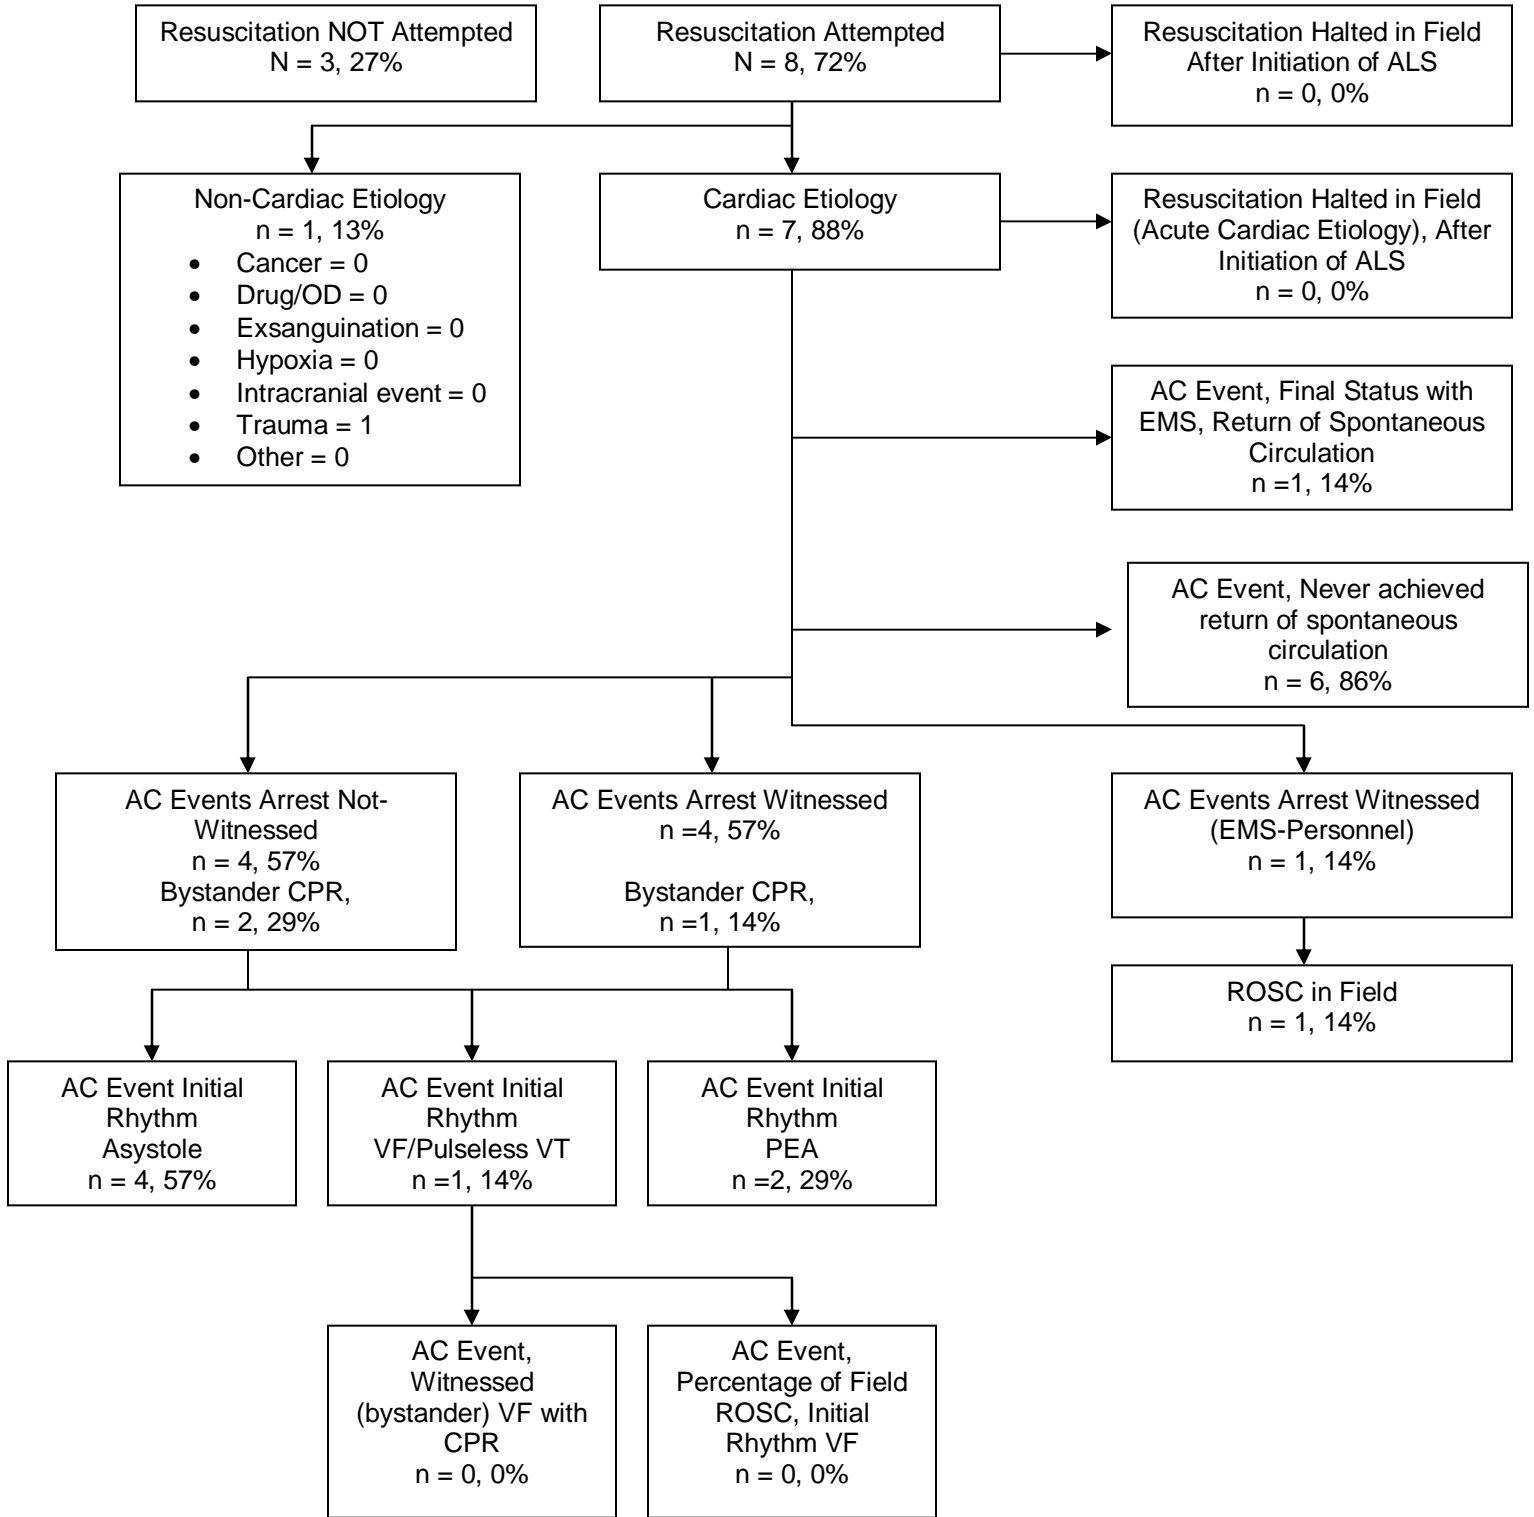 Resuscitation NOT Attempted
N = 3, 27%
Resuscitation Attempted
N = 8, 72%
Resuscitation Halted in Field
After Initiation of ALS
n = 0, 0%
Non-Cardiac Etiology
n = 1, 13%
• Cancer = 0
• Drug/OD = 0
• Exsanguination = 0
• Hypoxia = 0
• Intracranial event = 0
• Trauma = 1
• Other = 0
Cardiac Etiology
n = 7, 88%
Resuscitation Halted in Field
(Acute Cardiac Etiology), After
Initiation of ALS
n = 0, 0%
AC Event, Final Status with
EMS, Return of Spontaneous
Circulation
n =1, 14%
AC Event, Never achieved
return of spontaneous
circulation
n = 6, 86%
AC Events Arrest Not-
Witnessed
n = 4, 57%
Bystander CPR,
n = 2, 29%
AC Events Arrest Witnessed
n =4, 57%
Bystander CPR,
n =1, 14%
AC Events Arrest Witnessed
(EMS-Personnel)
n = 1, 14%
ROSC in Field
n = 1, 14%
AC Event Initial
Rhythm
Asystole
n = 4, 57%
AC Event Initial
Rhythm
VF/Pulseless VT
n =1, 14%
AC Event Initial
Rhythm
PEA
n =2, 29%
AC Event,
Witnessed
(bystander) VF with
CPR
n = 0, 0%
AC Event,
Percentage of Field
ROSC, Initial
Rhythm VF
n = 0, 0%